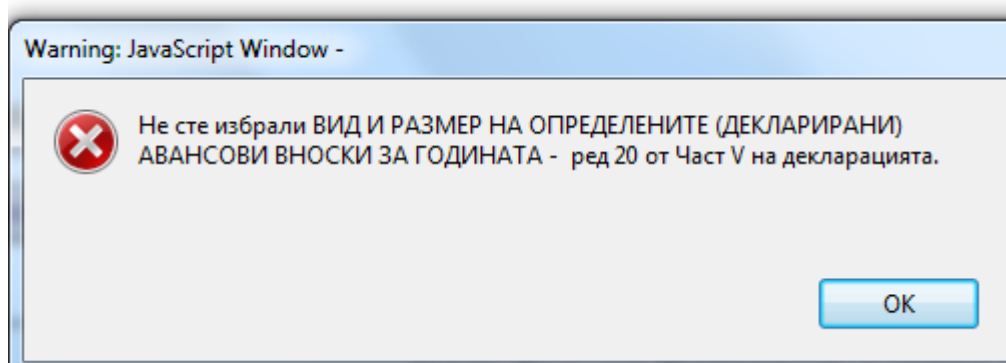 Warning: JavaScript Window -
Не сте избрали ВИД И РАЗМЕР НА ОПРЕДЕЛЕНИТЕ (ДЕКЛАРИРАНИ)
АВАНСОВИ ВНОСКИ ЗА ГОДИНАТА -  ред 20 от Част V на декларацията.
OK